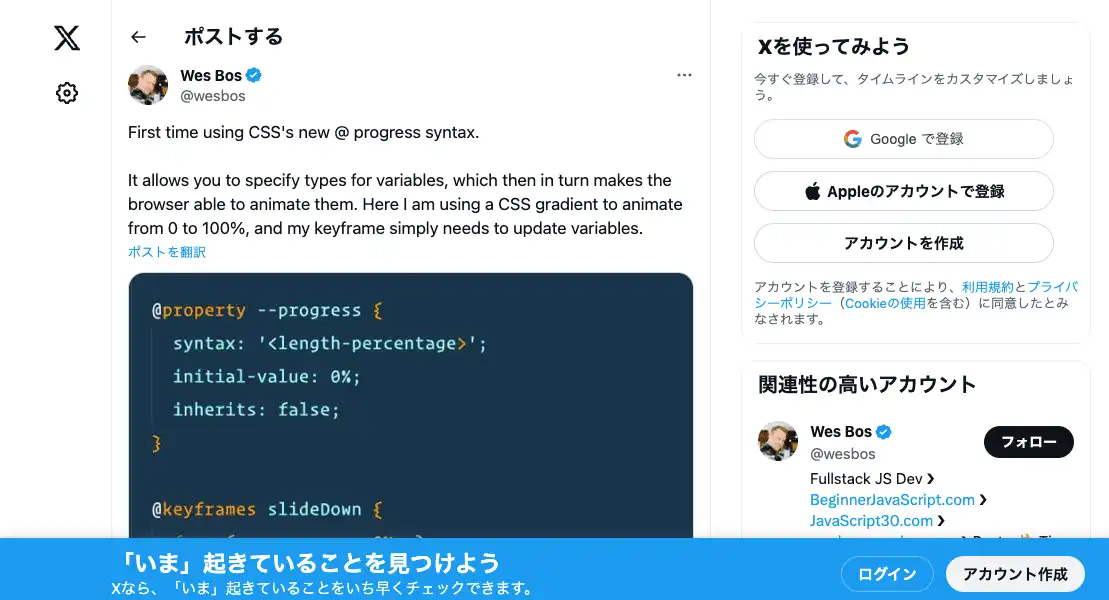 ポストする
Wes Bos
@wesbos
First time using CSS's new @ progress syntax.
It allows you to specify types for variables, which then in turn makes the
browser able to animate them. Here I am using a CSS gradient to animate
from 0 to 100%, and my keyframe simply needs to update variables.
ポストを翻訳
@property --progress {
syntax: '<length-percentage>';
initial-value: 0%;
inherits: false;
}
@keyframes slideDown {
Xを使ってみよう
今すぐ登録して、タイムラインをカスタマイズしましょ
う。
Google で登録
Appleのアカウントで登録
アカウントを作成
アカウントを登録することにより、利用規約とプライバ
シーポリシー（Cookieの使用を含む）に同意したとみ
なされます。
関連性の高いアカウント
Wes Bos
@wesbos
フォロー
Fullstack JS Dev ❯
BeginnerJavaScript.com ❯
JavaScript30.com ❯
「いま」起きていることを見つけよう
Xなら、「いま」起きていることをいち早くチェックできます。
ログイン
アカウント作成